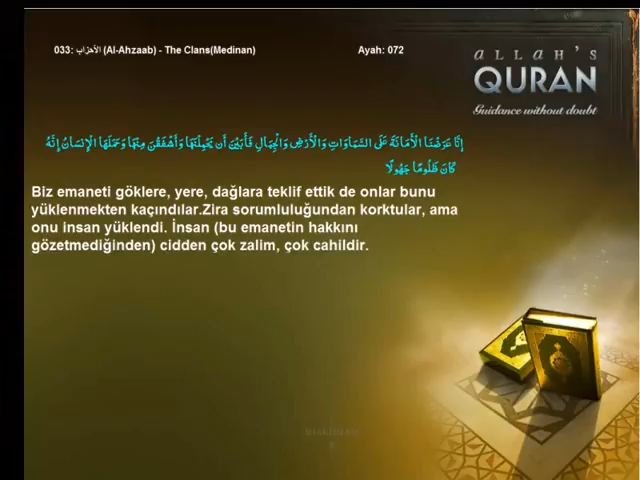 033: الأحزاب (Al-Ahzaab) - The Clans(Medinan) Ayah: 072
ALLAH'S
QURAN
Guidance without doubt
إِنَّا عَرَضْنَا الْأَمَانَةَ عَلَى السَّمَاوَاتِ وَالْأَرْضِ وَالْجِبَالِ فَأَبَيْنَ أَن يَحْمِلْنَهَا وَأَشْفَقْنَ مِنْهَا وَحَمَلَهَا الْإِنسَانُ إِنَّهُ
كَانَ ظَلُومًا جَهُولًا
Biz emaneti göklere, yere, dağlara teklif ettik de onlar bunu
yüklenmekten kaçındılar.Zira sorumluluğundan korktular, ama
onu insan yüklendi. İnsan (bu emanetin hakkını
gözetmediğinden) cidden çok zalim, çok cahildir.